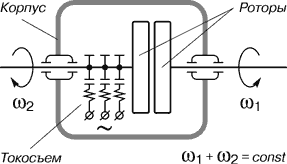 Корпус
Роторы
ω2
ω1
Токосъем
~
ω1 + ω2 = const